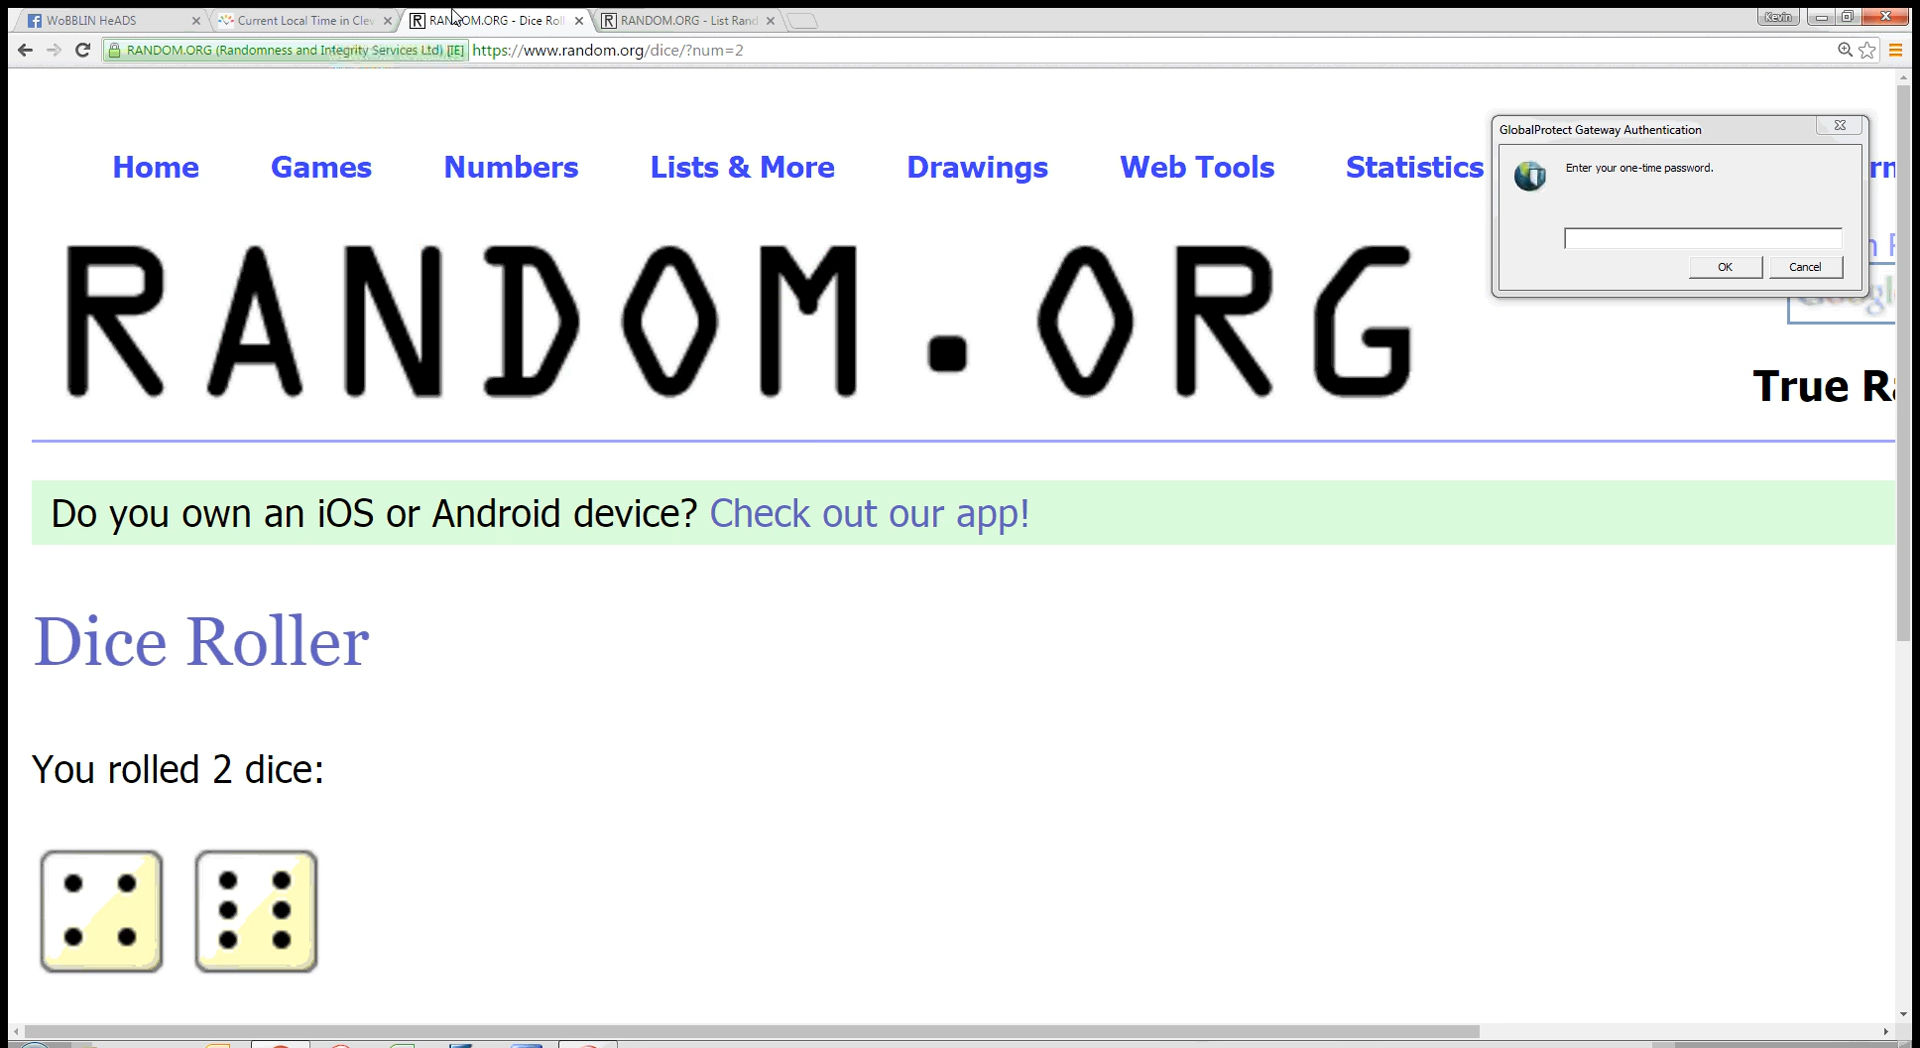 WoBBLIN HeADS
Current Local Time in Clev
RANDOM.ORG - Dice Roll
RANDOM.ORG - List Rand
Kevin
RANDOM.ORG (Randomness and Integrity Services Ltd) [IE]
https://www.random.org/dice/?num=2
GlobalProtect Gateway Authentication
Enter your one-time password.
OK Cancel
Home Games Numbers Lists & More Drawings Web Tools Statistics
RANDOM.ORG
Google
True Ra
Do you own an iOS or Android device? Check out our app!
Dice Roller
You rolled 2 dice: